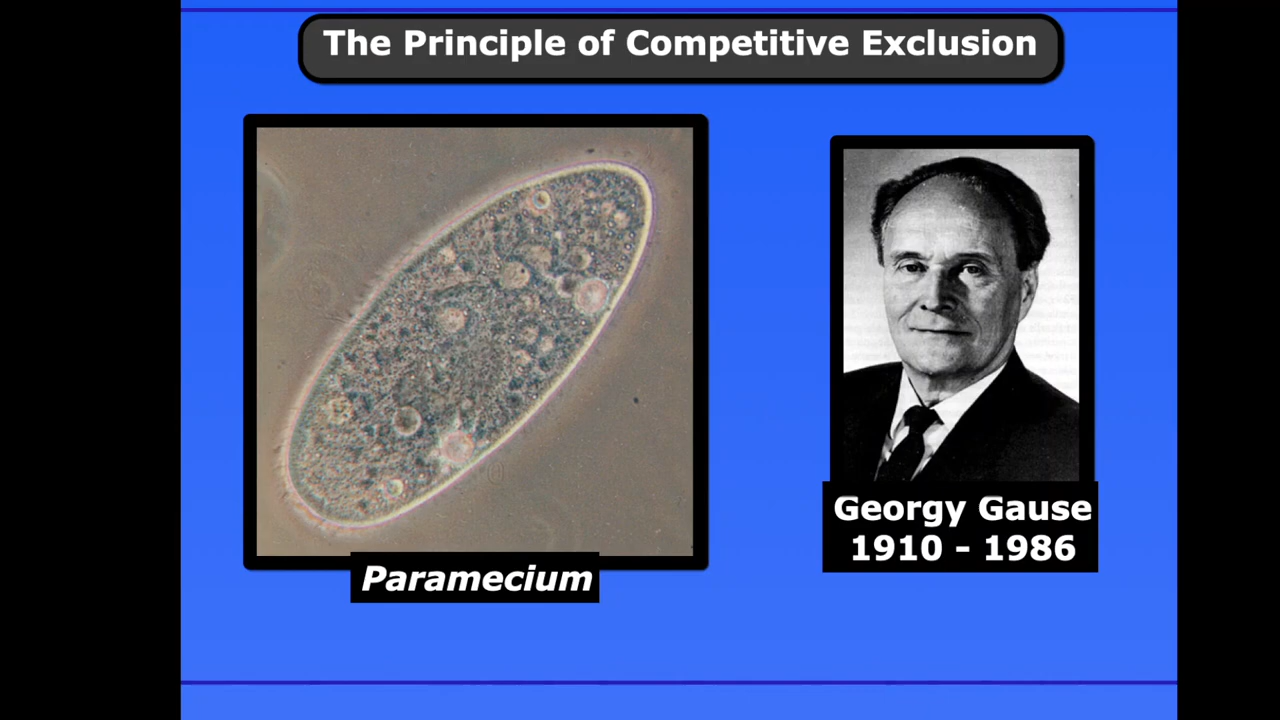 The Principle of Competitive Exclusion
Paramecium
Georgy Gause
1910 - 1986